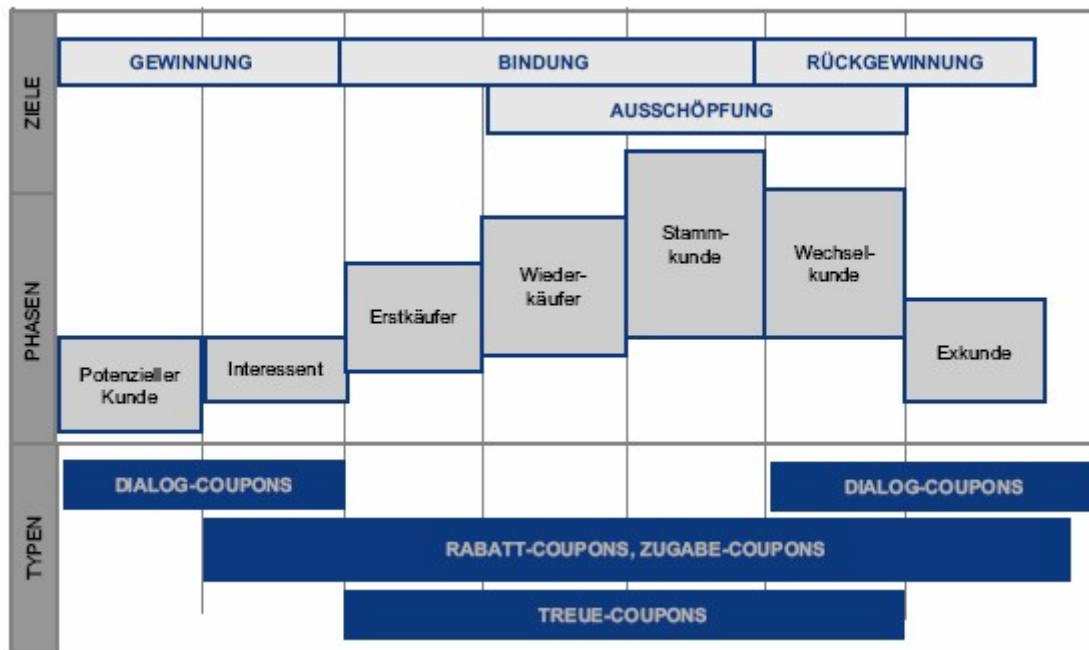 ZIELE
GEWINNUNG
BINDUNG
RÜCKGEWINNUNG
AUSSCHÖPFUNG
PHASEN
Potenzieller
Kunde
Interessent
Erstkäufer
Wieder-
käufer
Stamm-
kunde
Wechsel-
kunde
Exkunde
TYPEN
DIALOG-COUPONS
DIALOG-COUPONS
RABATT-COUPONS, ZUGABE-COUPONS
TREUE-COUPONS